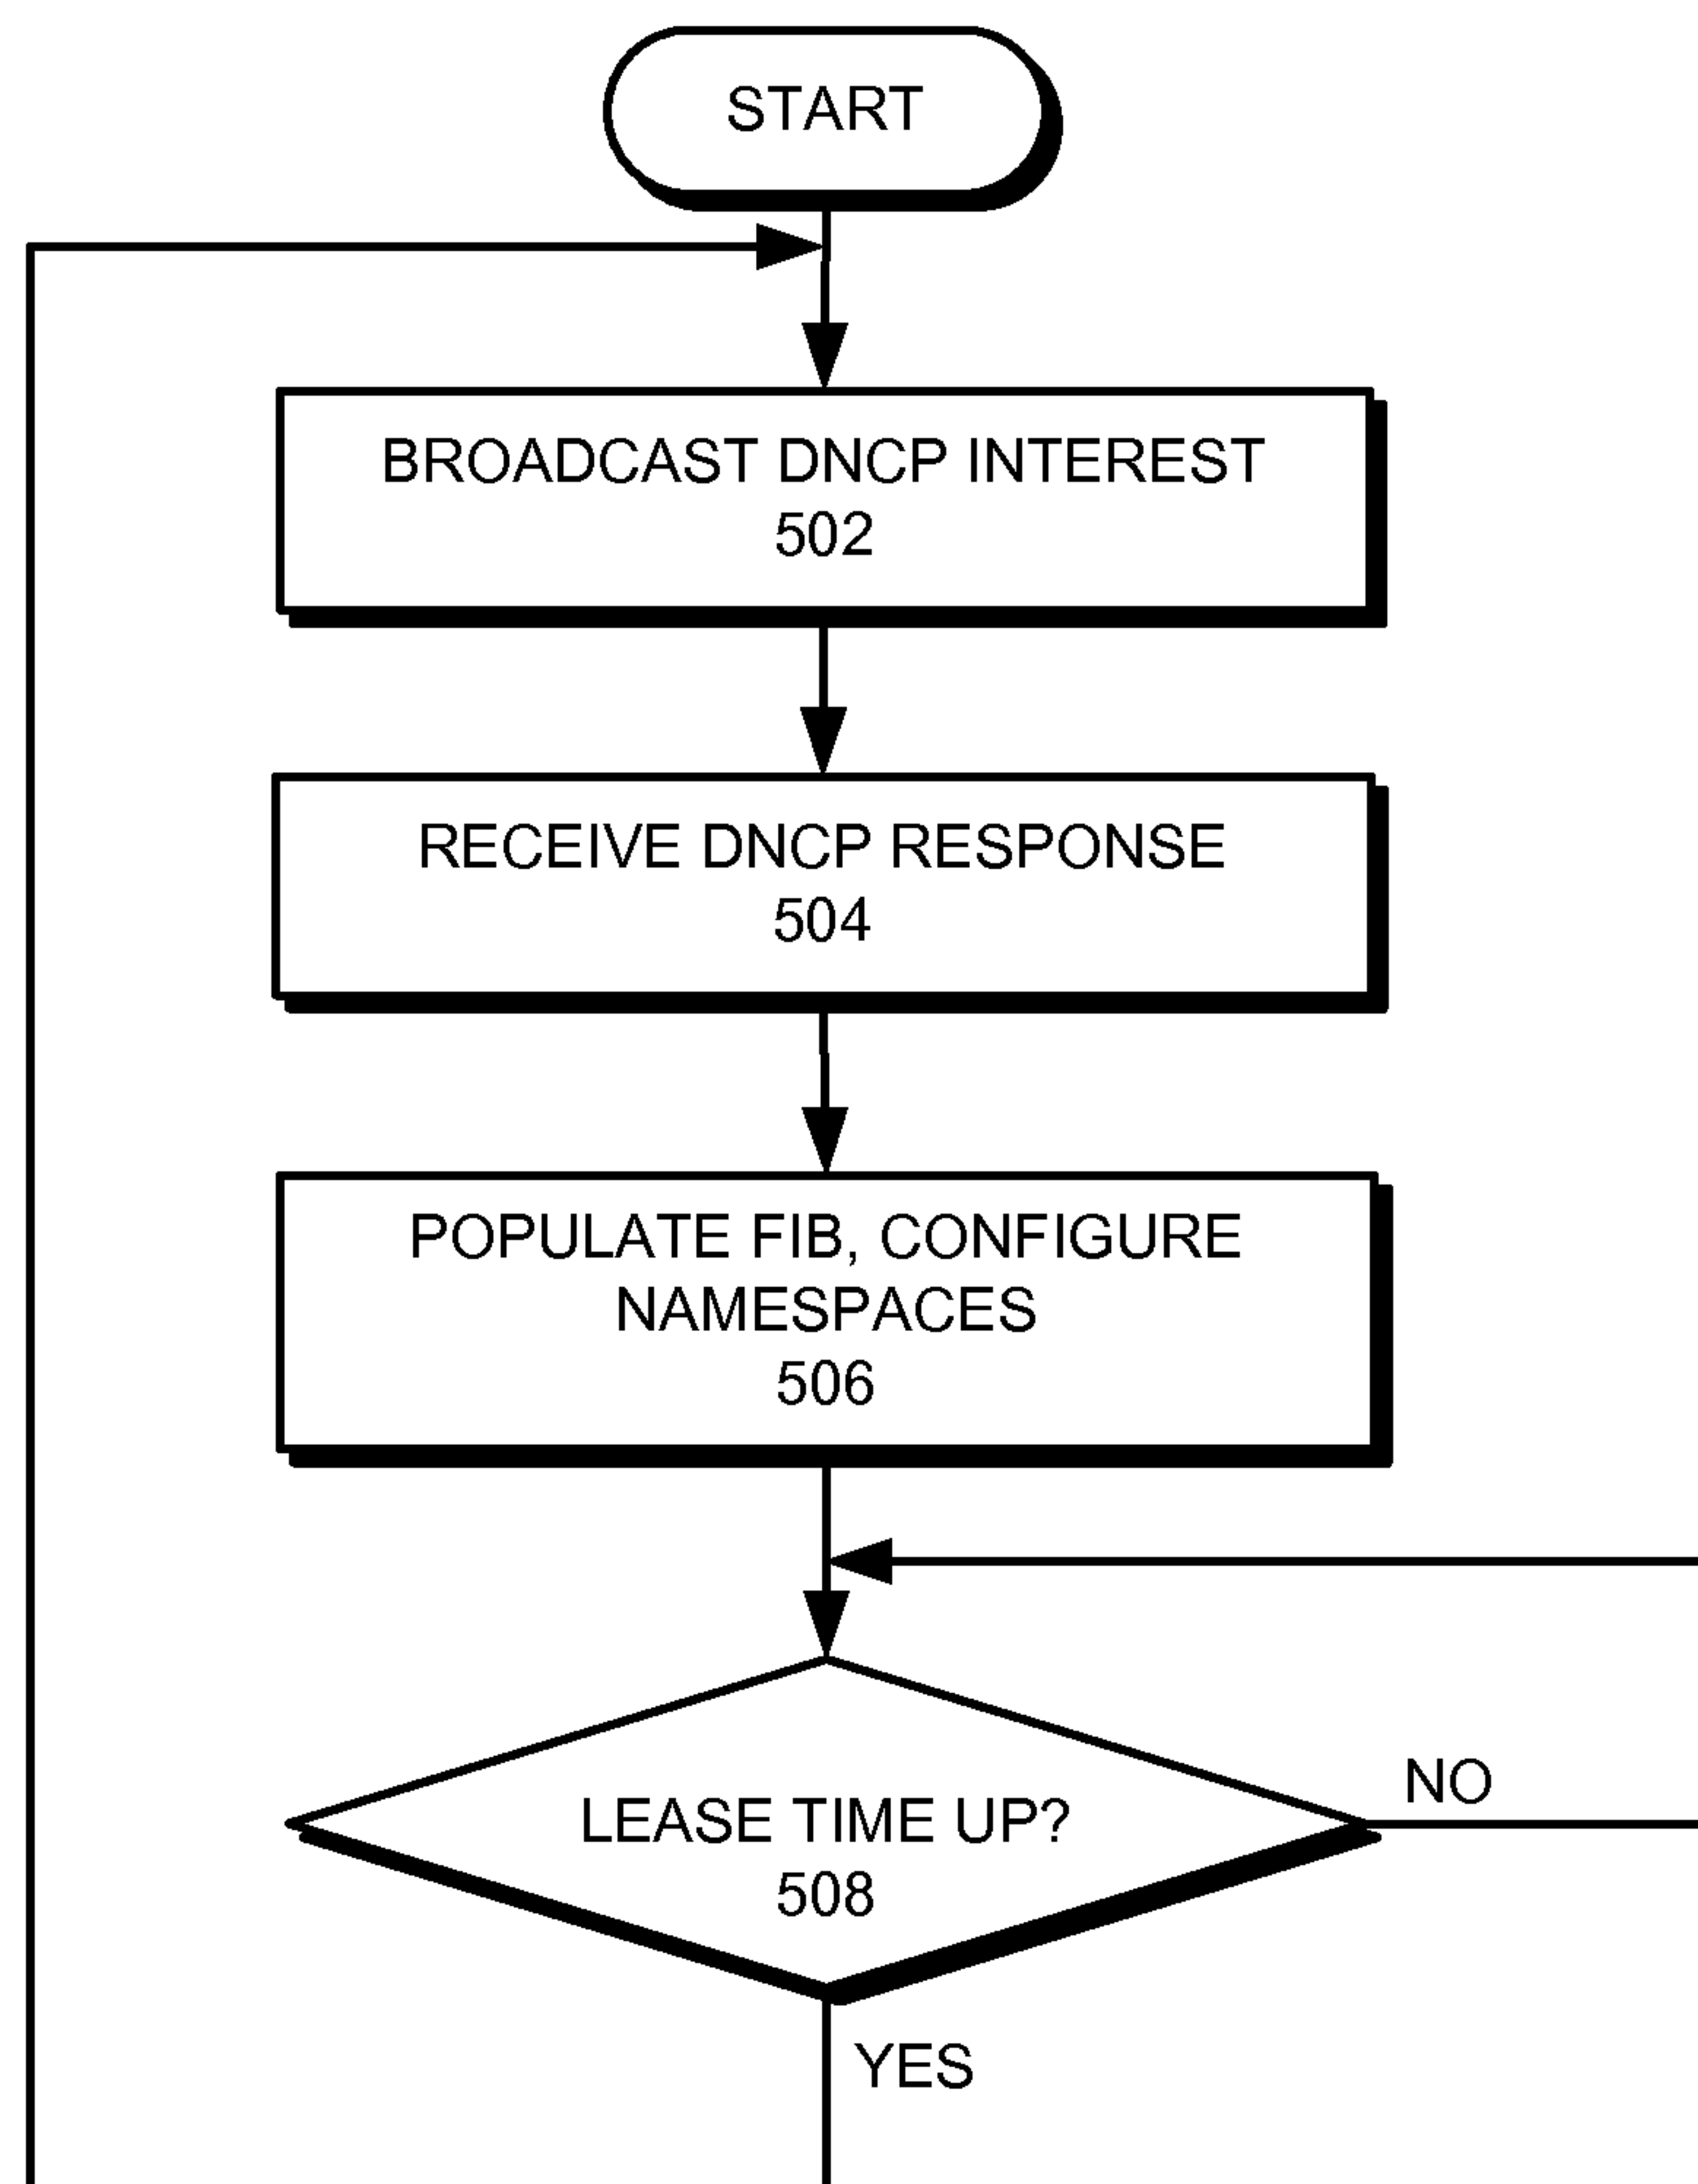 START
BROADCAST DNCP INTEREST
502
RECEIVE DNCP RESPONSE
504
POPULATE FIB, CONFIGURE
NAMESPACES
506
LEASE TIME UP?
508
NO
YES